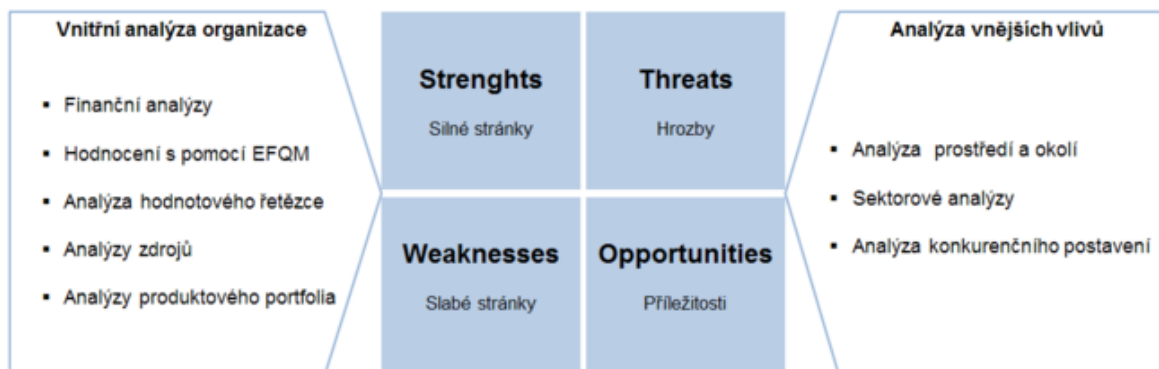 Vnitřní analýza organizace
▪ Finanční analýzy
▪ Hodnocení s pomocí EFQM
▪ Analýza hodnotového řetězce
▪ Analýzy zdrojů
▪ Analýzy produktového portfolia
Strenghts
Silné stránky
Threats
Hrozby
Weaknesses
Slabé stránky
Opportunities
Příležitosti
Analýza vnějších vlivů
▪ Analýza prostředí a okolí
▪ Sektorové analýzy
▪ Analýza konkurenčního postavení